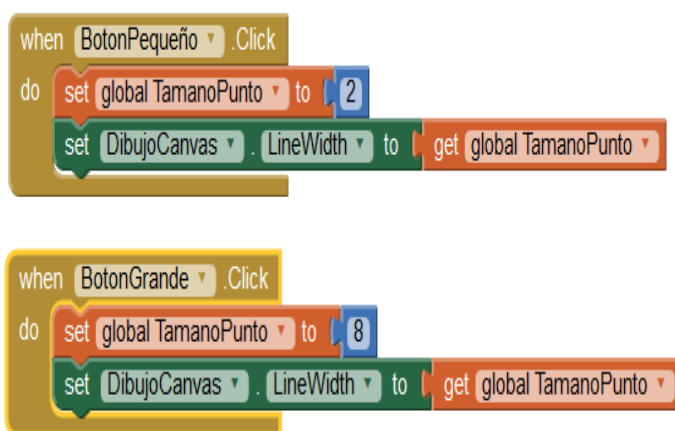 when BotonPequeño .Click
do set global TamanoPunto to 2
set DibujoCanvas . LineWidth to get global TamanoPunto
when BotonGrande .Click
do set global TamanoPunto to 8
set DibujoCanvas . LineWidth to get global TamanoPunto